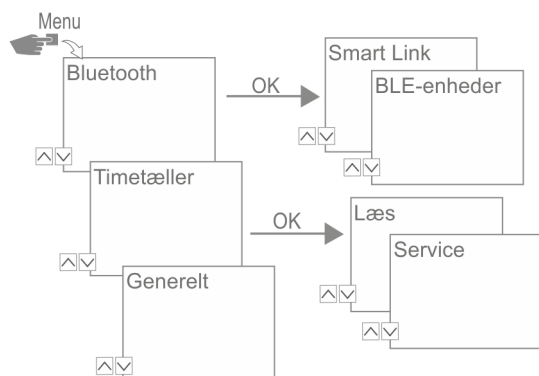 Menu
Bluetooth
OK
Smart Link
BLE-enheder
Timetæller
OK
Læs
Service
Generelt